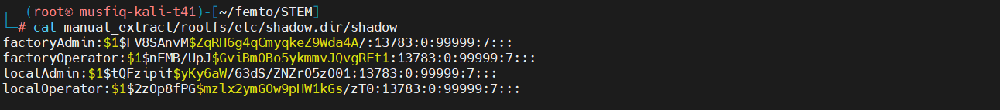 ┌──(root㉿musfiq-kali-t41)-[~/femto/STEM]
└─# cat manual_extract/rootfs/etc/shadow.dir/shadow
factoryAdmin:$1$FV8SAnvM$ZqRH6g4qCmyqkeZ9Wda4A/:13783:0:99999:7:::
factoryOperator:$1$nEMB/UpJ$GviBmOBo5ykmmvJQvgREt1:13783:0:99999:7:::
localAdmin:$1$tQFzipif$yKy6aW/63dS/ZNZrO5zO01:13783:0:99999:7:::
localOperator:$1$2zOp8fPG$mzlx2ymGOw9pHW1kGs/zT0:13783:0:99999:7:::